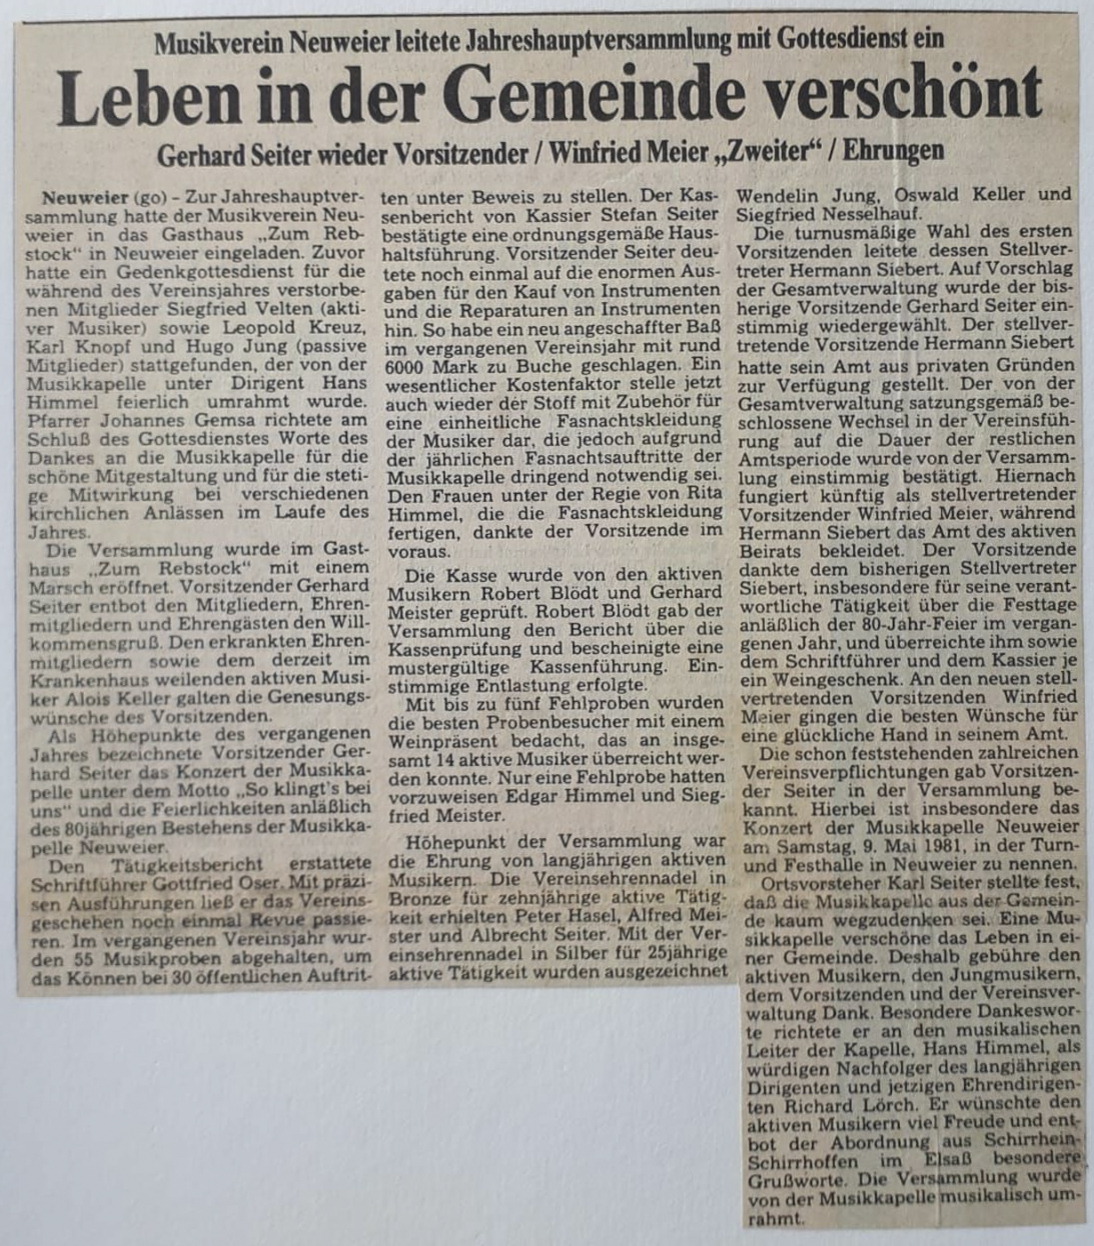 Musikverein Neuweier leitete Jahreshauptversammlung mit Gottesdienst ein
Leben in der Gemeinde verschönt
Gerhard Seiter wieder Vorsitzender / Winfried Meier „Zweiter“ / Ehrungen
Neuweier (go) – Zur Jahreshauptver-
sammlung hatte der Musikverein Neu-
weier in das Gasthaus „Zum Reb-
stock“ in Neuweier eingeladen. Zuvor
hatte ein Gedenkgottesdienst für die
während des Vereinsjahres verstorbe-
nen Mitglieder Siegfried Velten (akti-
ver Musiker) sowie Leopold Kreuz,
Karl Knopf und Hugo Jung (passive
Mitglieder) stattgefunden, der von der
Musikkapelle unter Dirigent Hans
Himmel feierlich umrahmt wurde.
Pfarrer Johannes Gemsa richtete am
Schluß des Gottesdienstes Worte des
Dankes an die Musikkapelle für die
schöne Mitgestaltung und für die steti-
ge Mitwirkung bei verschiedenen
kirchlichen Anlässen im Laufe des
Jahres.
Die Versammlung wurde im Gast-
haus „Zum Rebstock“ mit einem
Marsch eröffnet. Vorsitzender Gerhard
Seiter entbot den Mitgliedern, Ehren-
mitgliedern und Ehrengästen den Will-
kommensgruß. Den erkrankten Ehren-
mitgliedern sowie dem derzeit im
Krankenhaus weilenden aktiven Musi-
ker Alois Keller galten die Genesungs-
wünsche des Vorsitzenden.
Als Höhepunkte des vergangenen
Jahres bezeichnete Vorsitzender Ger-
hard Seiter das Konzert der Musikka-
pelle unter dem Motto „So klingt's bei
uns“ und die Feierlichkeiten anläßlich
des 80jährigen Bestehens der Musikka-
pelle Neuweier.
Den Tätigkeitsbericht erstattete
Schriftführer Gottfried Oser. Mit präzi-
sen Ausführungen ließ er das Vereins-
geschehen noch einmal Revue passie-
ren. Im vergangenen Vereinsjahr wur-
den 55 Musikproben abgehalten, um
das Können bei 30 öffentlichen Auftrit-
ten unter Beweis zu stellen. Der Kas-
senbericht von Kassier Stefan Seiter
bestätigte eine ordnungsgemäße Haus-
haltsführung. Vorsitzender Seiter deu-
tete noch einmal auf die enormen Aus-
gaben für den Kauf von Instrumenten
und die Reparaturen an Instrumenten
hin. So habe ein neu angeschaffter Baß
im vergangenen Vereinsjahr mit rund
6000 Mark zu Buche geschlagen. Ein
wesentlicher Kostenfaktor stelle jetzt
auch wieder der Stoff mit Zubehör für
eine einheitliche Fasnachtskleidung
der Musiker dar, die jedoch aufgrund
der jährlichen Fasnachtsauftritte der
Musikkapelle dringend notwendig sei.
Den Frauen unter der Regie von Rita
Himmel, die die Fasnachtskleidung
fertigen, dankte der Vorsitzende im
voraus.
Die Kasse wurde von den aktiven
Musikern Robert Blödt und Gerhard
Meister geprüft. Robert Blödt gab der
Versammlung den Bericht über die
Kassenprüfung und bescheinigte eine
mustergültige Kassenführung. Ein-
stimmige Entlastung erfolgte.
Mit bis zu fünf Fehlproben wurden
die besten Probenbesucher mit einem
Weinpräsent bedacht, das an insge-
samt 14 aktive Musiker überreicht wer-
den konnte. Nur eine Fehlprobe hatten
vorzuweisen Edgar Himmel und Sieg-
fried Meister.
Höhepunkt der Versammlung war
die Ehrung von langjährigen aktiven
Musikern. Die Vereinsehrennadel in
Bronze für zehnjährige aktive Tätig-
keit erhielten Peter Hasel, Alfred Mei-
ster und Albrecht Seiter. Mit der Ver-
einsehrennadel in Silber für 25jährige
aktive Tätigkeit wurden ausgezeichnet
Wendelin Jung, Oswald Keller und
Siegfried Nesselhauf.
Die turnusmäßige Wahl des ersten
Vorsitzenden leitete dessen Stellver-
treter Hermann Siebert. Auf Vorschlag
der Gesamtverwaltung wurde der bis-
herige Vorsitzende Gerhard Seiter ein-
stimmig wiedergewählt. Der stellver-
tretende Vorsitzende Hermann Siebert
hatte sein Amt aus privaten Gründen
zur Verfügung gestellt. Der von der
Gesamtverwaltung satzungsgemäß be-
schlossene Wechsel in der Vereinsfüh-
rung auf die Dauer der restlichen
Amtsperiode wurde von der Versamm-
lung einstimmig bestätigt. Hiernach
fungiert künftig als stellvertretender
Vorsitzender Winfried Meier, während
Hermann Siebert das Amt des aktiven
Beirats bekleidet. Der Vorsitzende
dankte dem bisherigen Stellvertreter
Siebert, insbesondere für seine verant-
wortliche Tätigkeit über die Festtage
anläßlich der 80-Jahr-Feier im vergan-
genen Jahr, und überreichte ihm sowie
dem Schriftführer und dem Kassier je
ein Weingeschenk. An den neuen stell-
vertretenden Vorsitzenden Winfried
Meier gingen die besten Wünsche für
eine glückliche Hand in seinem Amt.
Die schon feststehenden zahlreichen
Vereinsverpflichtungen gab Vorsitzen-
der Seiter in der Versammlung be-
kannt. Hierbei ist insbesondere das
Konzert der Musikkapelle Neuweier
am Samstag, 9. Mai 1981, in der Turn-
und Festhalle in Neuweier zu nennen.
Ortsvorsteher Karl Seiter stellte fest,
daß die Musikkapelle aus der Gemein-
de kaum wegzudenken sei. Eine Mu-
sikkapelle verschöne das Leben in ei-
ner Gemeinde. Deshalb gebühre den
aktiven Musikern, den Jungmusikern,
dem Vorsitzenden und der Vereinsver-
waltung Dank. Besondere Dankeswor-
te richtete er an den musikalischen
Leiter der Kapelle, Hans Himmel, als
würdigen Nachfolger des langjährigen
Dirigenten und jetzigen Ehrendirigen-
ten Richard Lörch. Er wünschte den
aktiven Musikern viel Freude und ent-
bot der Abordnung aus Schirrhein-
Schirrhoffen im Elsaß besondere
Grußworte. Die Versammlung wurde
von der Musikkapelle musikalisch um-
rahmt.